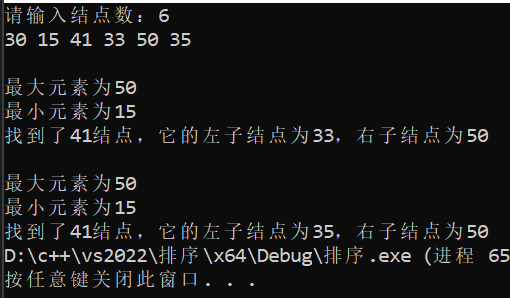 请输入结点数：6
30 15 41 33 50 35
最大元素为50
最小元素为15
找到了41结点，它的左子结点为33，右子结点为50
最大元素为50
最小元素为15
找到了41结点，它的左子结点为35，右子结点为50
D:\c++\vs2022\排序\x64\Debug\排序.exe (进程 65
按任意键关闭此窗口. . .